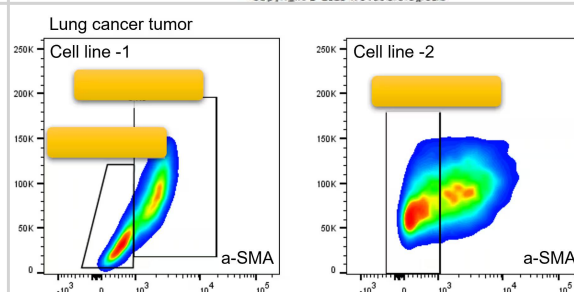 Lung cancer tumor
Cell line -1
250K
200K
150K
100K
50K
0
-10³ 0 10³ 10⁴ 10⁵
a-SMA
Cell line -2
250K
200K
150K
100K
50K
0
-10³ 0 10³ 10⁴ 10⁵
a-SMA